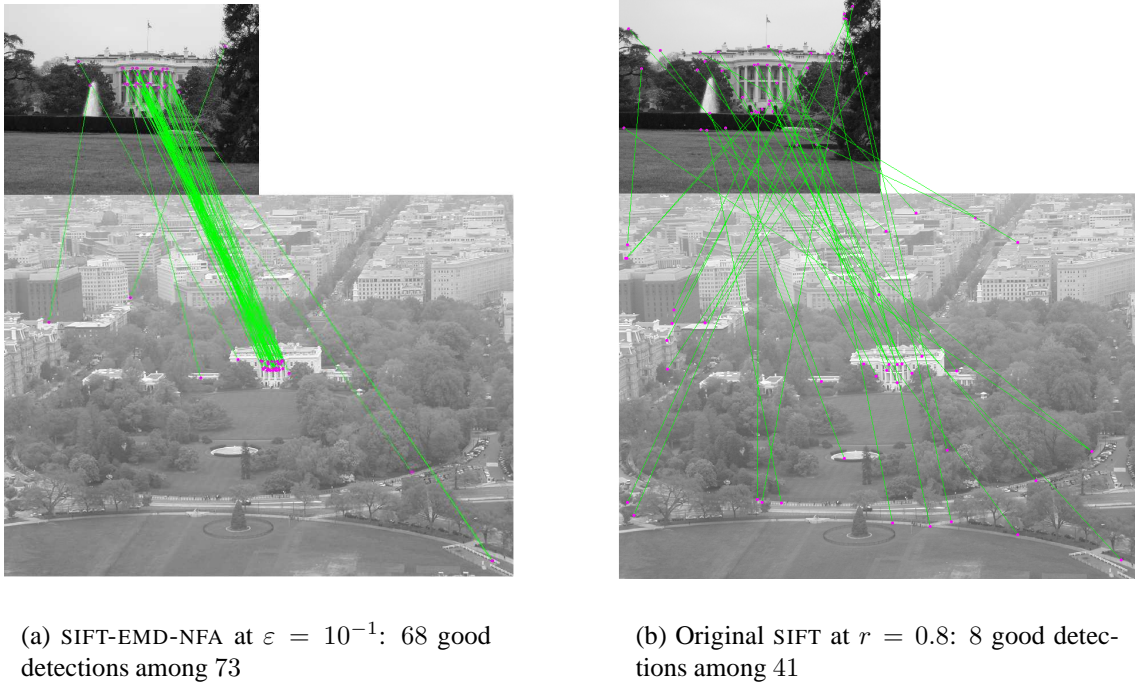 (a) SIFT-EMD-NFA at ε = 10⁻¹: 68 good
detections among 73
(b) Original SIFT at r = 0.8: 8 good detec-
tions among 41